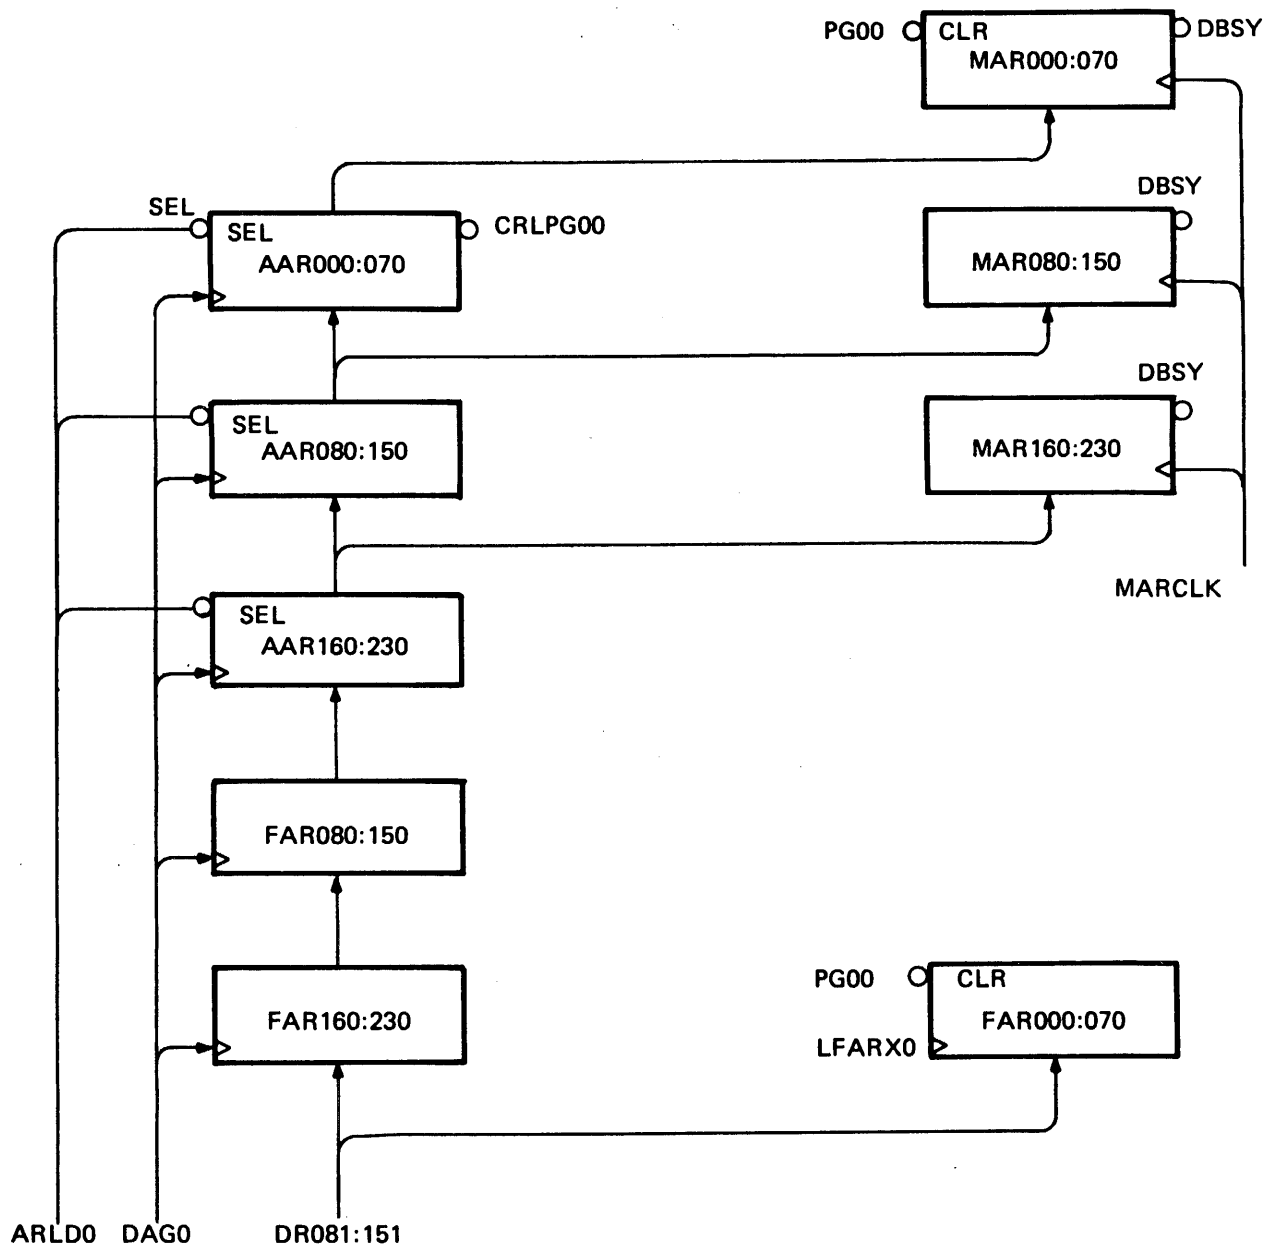 PG00 CLR DBSY
MAR000:070
SEL
SEL CRLPG00
AAR000:070
DBSY
MAR080:150
SEL
AAR080:150
DBSY
MAR160:230
MARCLK
SEL
AAR160:230
FAR080:150
FAR160:230
PG00 CLR
FAR000:070
LFARX0
ARLD0 DAG0 DR081:151